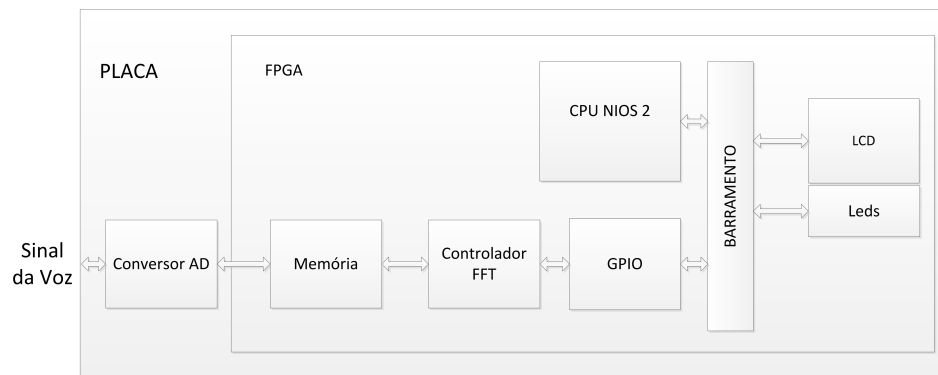 PLACA
FPGA
CPU NIOS 2
BARRAMENTO
LCD
Leds
Sinal
da Voz
Conversor AD
Memória
Controlador
FFT
GPIO